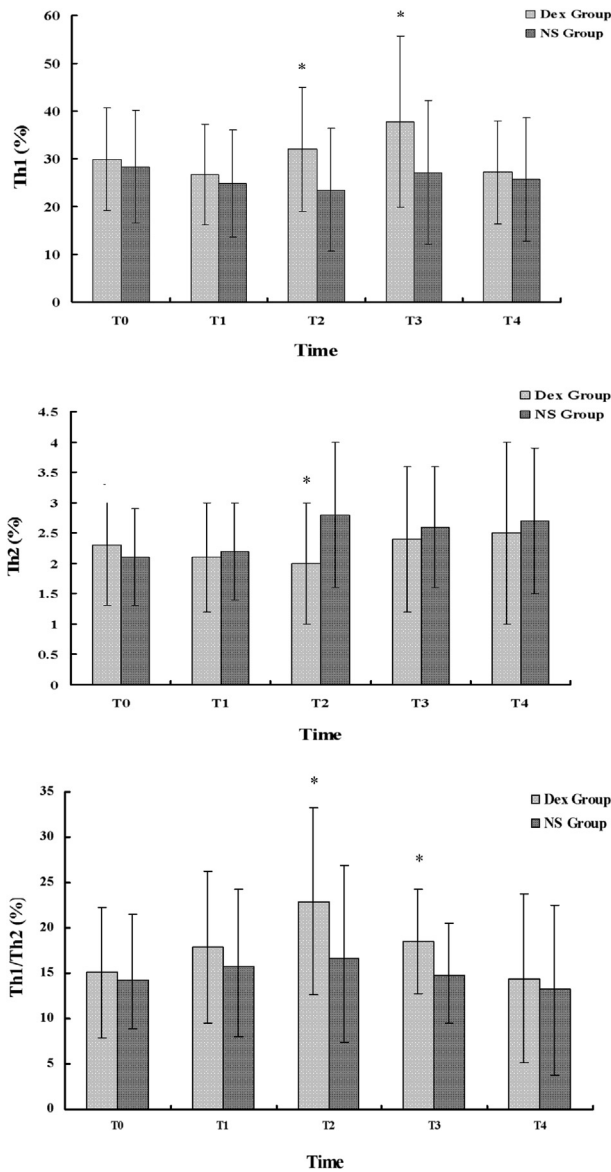 60
50
40
30
20
10
0
Th1 (%)
Dex Group
NS Group
*
*
T0 T1 T2 T3 T4
Time
Dex Group
NS Group
4.5
4
3.5
3
2.5
2
1.5
1
0.5
0
Th2 (%)
*
T0 T1 T2 T3 T4
Time
35
30
25
20
15
10
5
0
Th1/Th2 (%)
Dex Group
NS Group
*
*
T0 T1 T2 T3 T4
Time